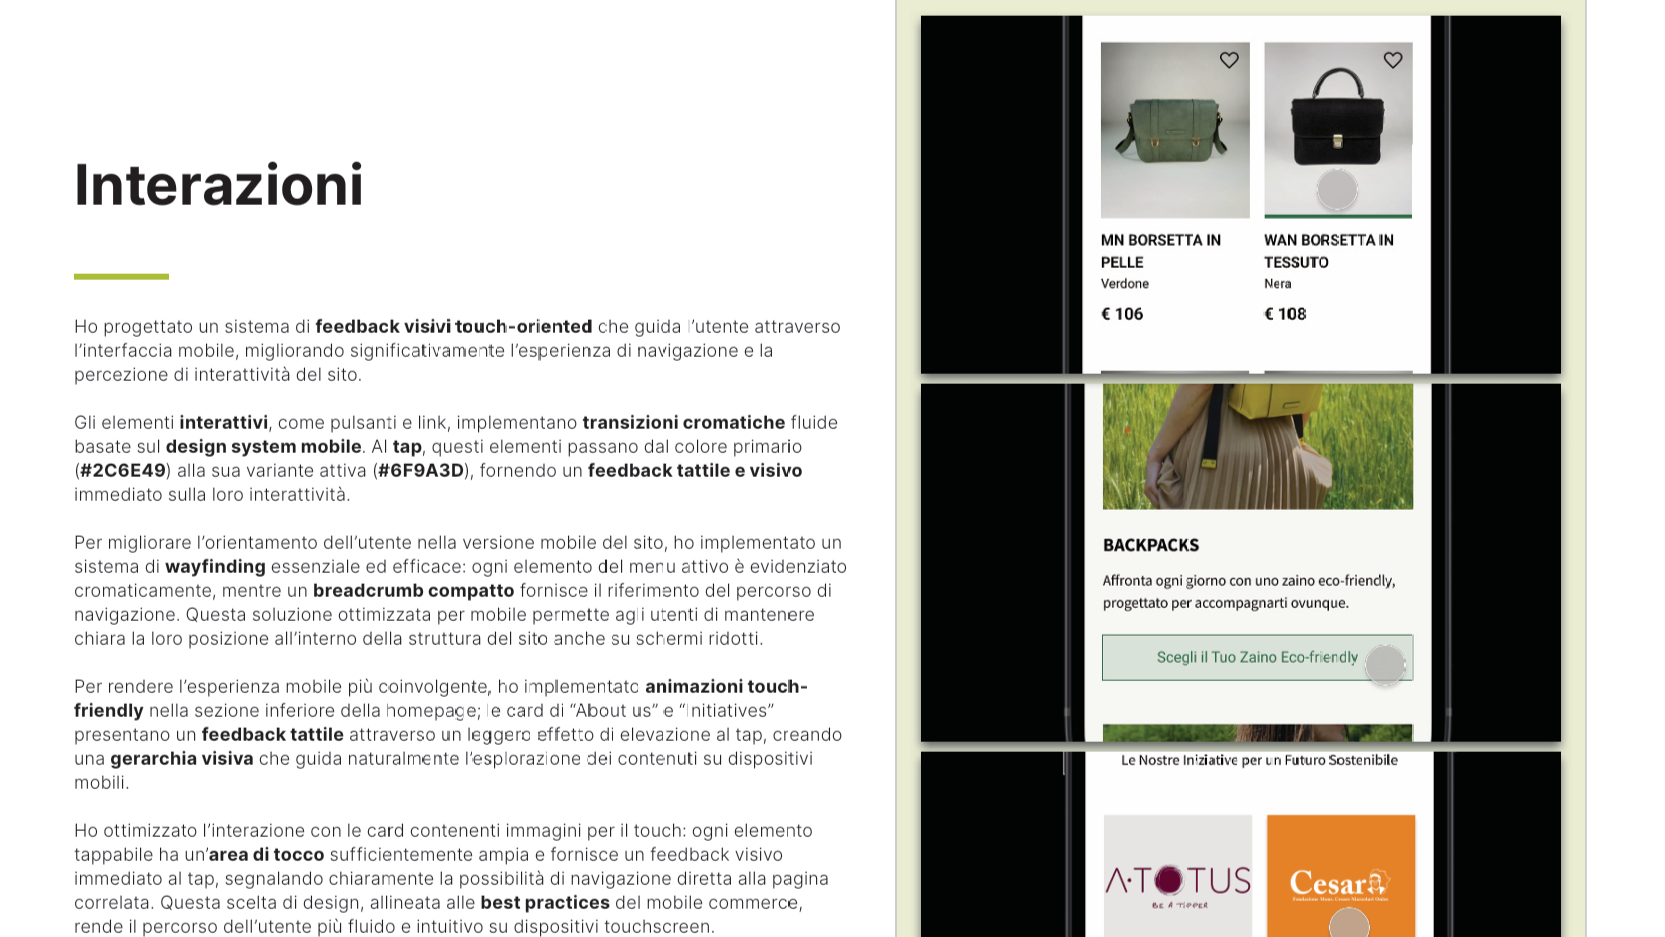 Interazioni
Ho progettato un sistema di feedback visivi touch-oriented che guida l'utente attraverso
l'interfaccia mobile, migliorando significativamente l'esperienza di navigazione e la
percezione di interattività del sito.
Gli elementi interattivi, come pulsanti e link, implementano transizioni cromatiche fluide
basate sul design system mobile. Al tap, questi elementi passano dal colore primario
(#2C6E49) alla sua variante attiva (#6F9A3D), fornendo un feedback tattile e visivo
immediato sulla loro interattività.
Per migliorare l'orientamento dell'utente nella versione mobile del sito, ho implementato un
sistema di wayfinding essenziale ed efficace: ogni elemento del menu attivo è evidenziato
cromaticamente, mentre un breadcrumb compatto fornisce il riferimento del percorso di
navigazione. Questa soluzione ottimizzata per mobile permette agli utenti di mantenere
chiara la loro posizione all'interno della struttura del sito anche su schermi ridotti.
Per rendere l'esperienza mobile più coinvolgente, ho implementato animazioni touch-
friendly nella sezione inferiore della homepage; le card di “About us” e “Initiatives”
presentano un feedback tattile attraverso un leggero effetto di elevazione al tap, creando
una gerarchia visiva che guida naturalmente l'esplorazione dei contenuti su dispositivi
mobili.
Ho ottimizzato l'interazione con le card contenenti immagini per il touch: ogni elemento
tappabile ha un'area di tocco sufficientemente ampia e fornisce un feedback visivo
immediato al tap, segnalando chiaramente la possibilità di navigazione diretta alla pagina
correlata. Questa scelta di design, allineata alle best practices del mobile commerce,
rende il percorso dell'utente più fluido e intuitivo su dispositivi touchscreen.
MN BORSETTA IN
PELLE
Verdone
€ 106
WAN BORSETTA IN
TESSUTO
Nera
€ 108
BACKPACKS
Affronta ogni giorno con uno zaino eco-friendly,
progettato per accompagnarti ovunque.
Scegli il Tuo Zaino Eco-friendly
Le Nostre Iniziative per un Futuro Sostenibile
A·TOTUS
BE A TIPPER
Cesar